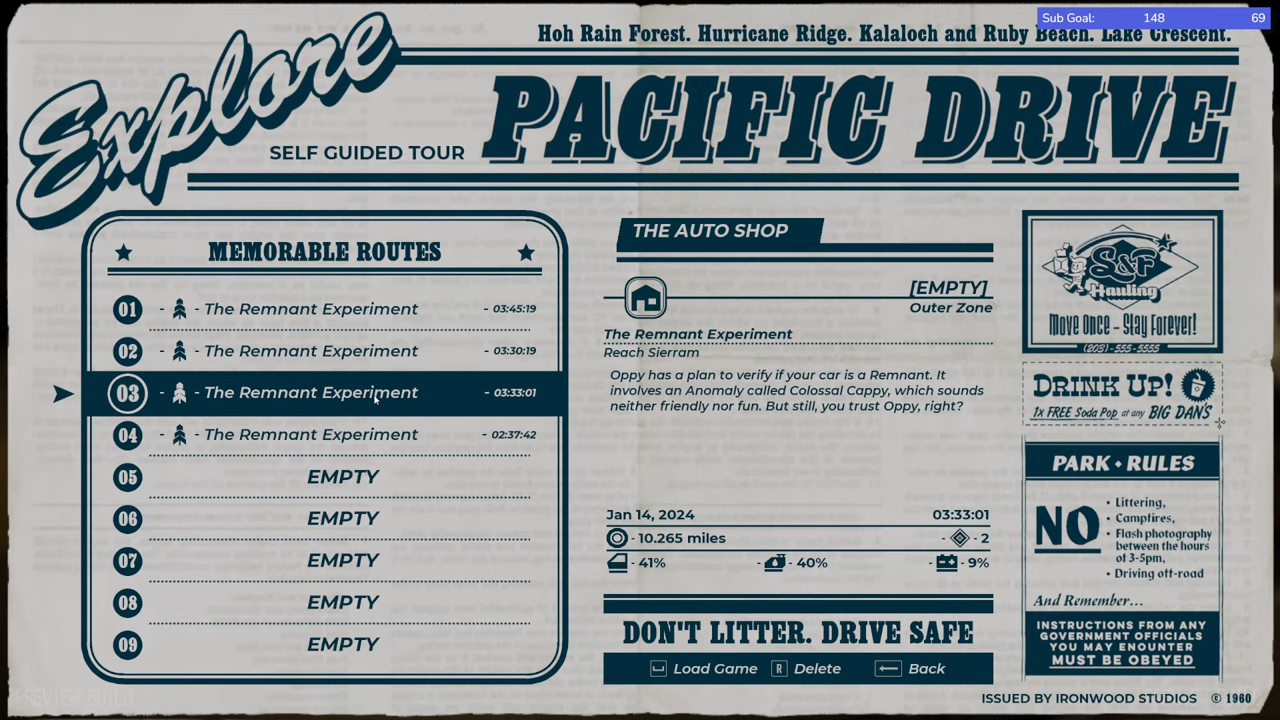 Sub Goal: 148 69
Hoh Rain Forest. Hurricane Ridge. Kalaloch and Ruby Beach. Lake Crescent.
Explore
SELF GUIDED TOUR
PACIFIC DRIVE
MEMORABLE ROUTES
01 - - The Remnant Experiment - 03:45:19
02 - - The Remnant Experiment - 03:30:19
03 - - The Remnant Experiment - 03:33:01
04 - - The Remnant Experiment - 02:37:42
05 EMPTY
06 EMPTY
07 EMPTY
08 EMPTY
09 EMPTY
THE AUTO SHOP
[EMPTY]
Outer Zone
The Remnant Experiment
Reach Sierram
Oppy has a plan to verify if your car is a Remnant. It
involves an Anomaly called Colossal Cappy, which sounds
neither friendly nor fun. But still, you trust Oppy, right?
Jan 14, 2024 03:33:01
- 10.265 miles - 2
- 41% - 40% - 9%
DON'T LITTER. DRIVE SAFE
Load Game R Delete Back
S&F
Hauling
Move Once - Stay Forever!
(203)-555-5555
DRINK UP!
1x FREE Soda Pop at any BIG DAN'S
PARK • RULES
NO
• Littering,
• Campfires,
• Flash photography
between the hours
of 3-5pm,
• Driving off-road
And Remember...
INSTRUCTIONS FROM ANY
GOVERNMENT OFFICIALS
YOU MAY ENOUNTER
MUST BE OBEYED
PREVIEW BUILD
ISSUED BY IRONWOOD STUDIOS © 1960